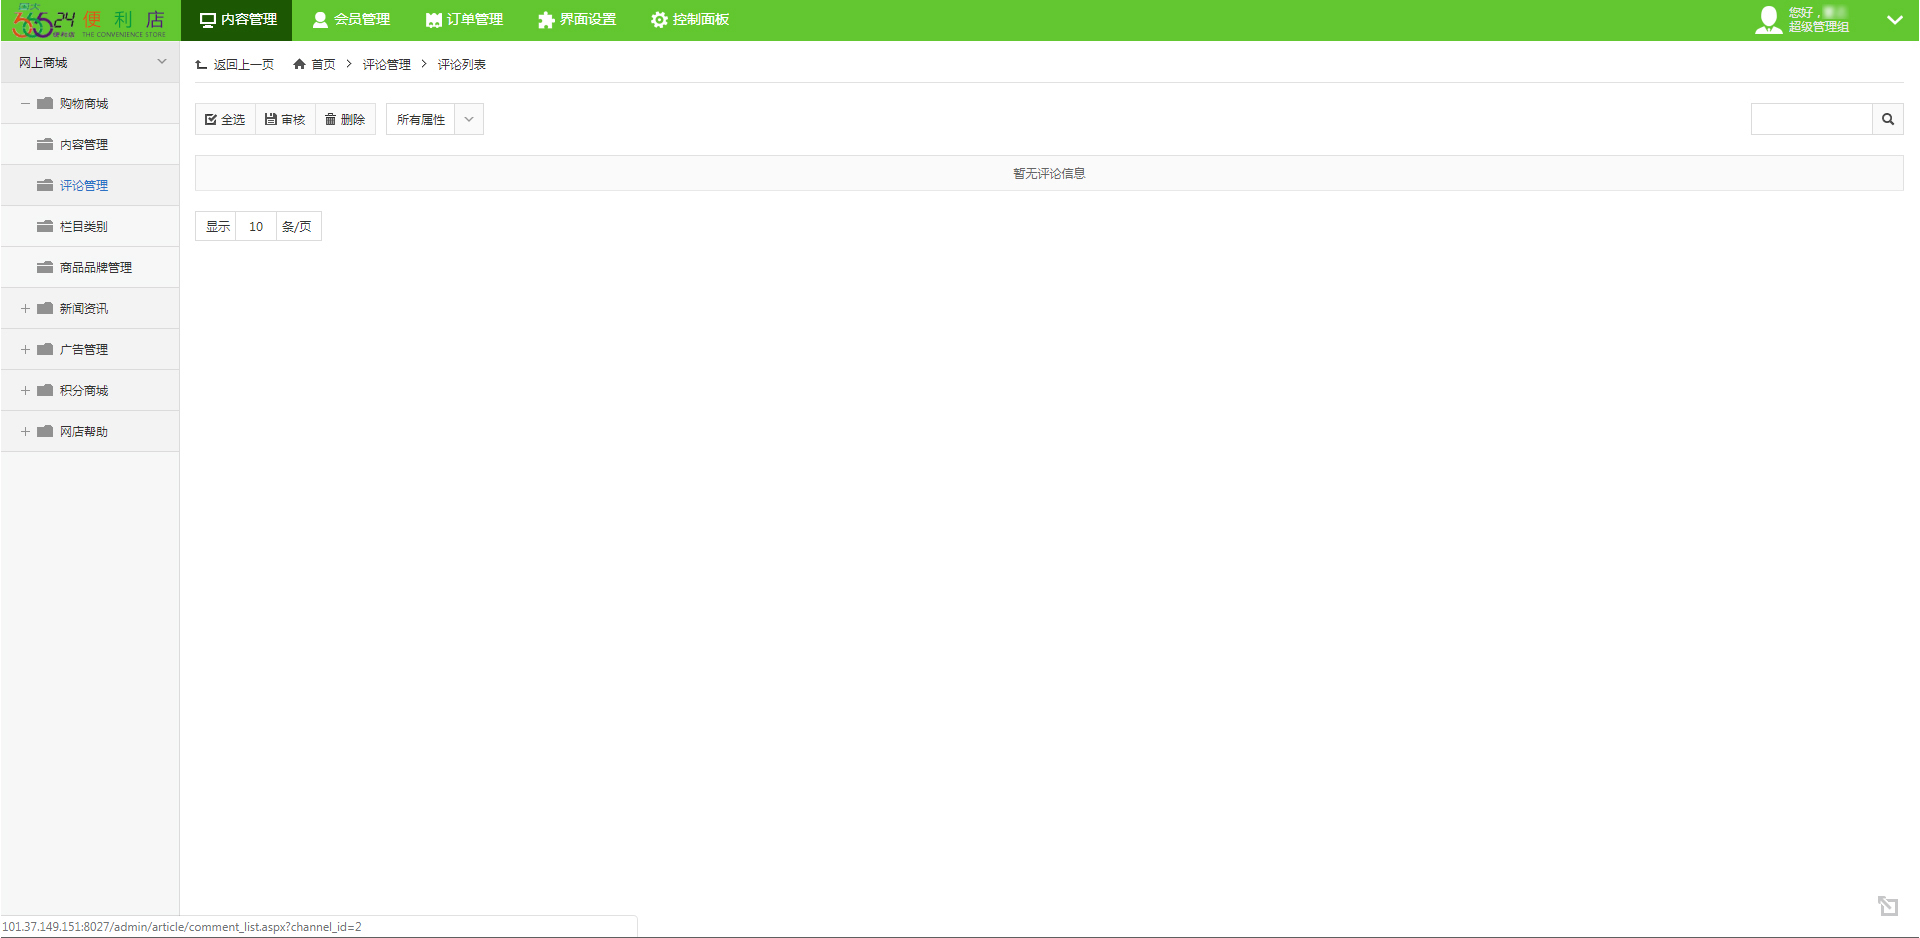 24 便利店
便利店 THE CONVENIENCE STORE
内容管理 会员管理 订单管理 界面设置 控制面板
您好，
超级管理组
网上商城
购物商城
内容管理
评论管理
栏目类别
商品品牌管理
新闻资讯
广告管理
积分商城
网店帮助
返回上一页 首页 评论管理 评论列表
全选 审核 删除 所有属性
暂无评论信息
显示 10 条/页
101.37.149.151:8027/admin/article/comment_list.aspx?channel_id=2